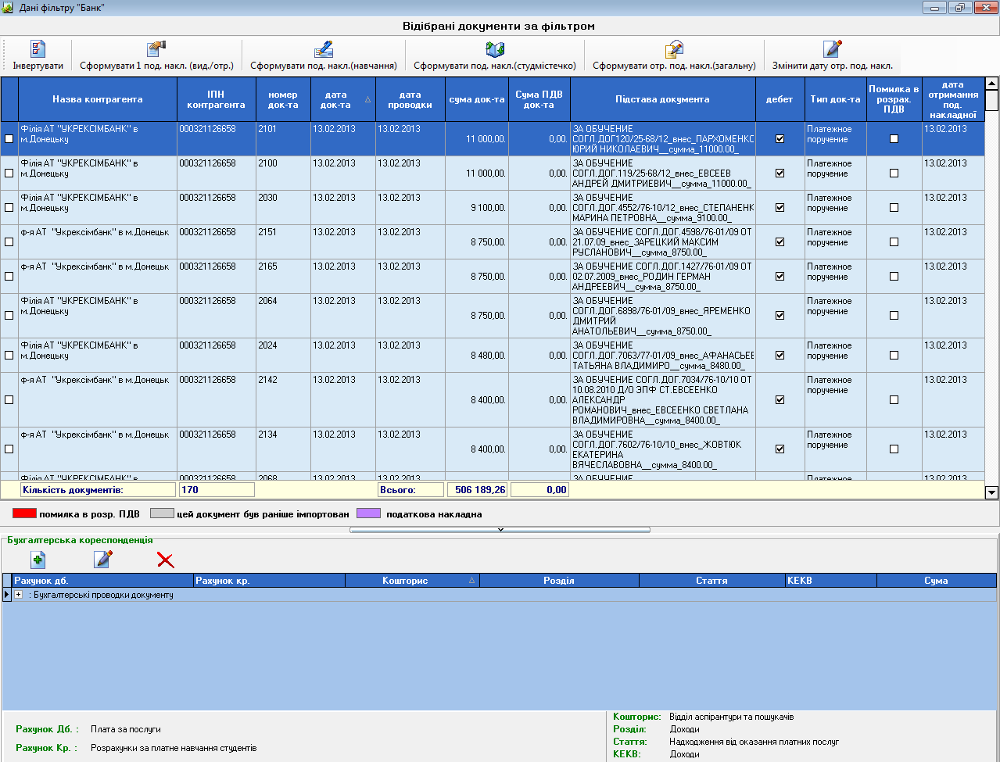 Дані фільтру "Банк"
Відібрані документи за фільтром
Інвертувати
Сформувати 1 под. накл. (вид./отр.)
Сформувати под. накл.(навчання)
Сформувати под. накл.(студмістечко)
Сформувати отр. под. накл.(загальну)
Змінити дату отр. под. накл.
Назва контрагента
ІПН контрагента
номер док-та
дата док-та
дата проводки
сума док-та
Сума ПДВ док-та
Підстава документа
дебет
Тип док-та
Помилка в розрах. ПДВ
дата отримання под. накладної
Філія АТ "УКРЕКСІМБАНК" в м.Донецьку
000321126658 2101 13.02.2013 13.02.2013 11 000,00. 0,00.
ЗА ОБУЧЕНИЕ
СОГЛ.ДОГ120/25-68/12_внес_ПАРХОМЕНКО
ЮРИЙ НИКОЛАЕВИЧ__сумма_11000.00_
Платежное поручение 13.02.2013
Філія АТ "УКРЕКСІМБАНК" в м.Донецьку
000321126658 2100 13.02.2013 13.02.2013 11 000,00. 0,00.
ЗА ОБУЧЕНИЕ
СОГЛ.ДОГ.119/25-68/12_внес_ЕВСЕЕВ
АНДРЕЙ ДМИТРИЕВИЧ__сумма_11000.00_
Платежное поручение 13.02.2013
Філія АТ "УКРЕКСІМБАНК" в м.Донецьку
000321126658 2030 13.02.2013 13.02.2013 9 100,00. 0,00.
ЗА ОБУЧЕНИЕ
СОГЛ.ДОГ.4552/76-10/12_внес_СТЕПАНЕНК
МАРИНА ПЕТРОВНА__сумма_9100.00_
Платежное поручение 13.02.2013
ф-я АТ "Укрексімбанк" в м.Донецьк
000321126658 2151 13.02.2013 13.02.2013 8 750,00. 0,00.
ЗА ОБУЧЕНИЕ СОГЛ.ДОГ.4598/76-01/09 ОТ
21.07.09_внес_ЗАРЕЦКИЙ МАКСИМ
РУСЛАНОВИЧ__сумма_8750.00_
Платежное поручение 13.02.2013
ф-я АТ "Укрексімбанк" в м.Донецьк
000321126658 2165 13.02.2013 13.02.2013 8 750,00. 0,00.
ЗА ОБУЧЕНИЕ СОГЛ.ДОГ.1427/76-01/09 ОТ
02.07.2009_внес_РОДИН ГЕРМАН
АНДРЕЕВИЧ__сумма_8750.00_
Платежное поручение 13.02.2013
Філія АТ "УКРЕКСІМБАНК" в м.Донецьку
000321126658 2064 13.02.2013 13.02.2013 8 750,00. 0,00.
ЗА ОБУЧЕНИЕ
СОГЛ.ДОГ.6898/76-01/09_внес_ЯРЕМЕНКО
ДМИТРИЙ
АНАТОЛЬЕВИЧ__сумма_8750.00_
Платежное поручение 13.02.2013
Філія АТ "УКРЕКСІМБАНК" в м.Донецьку
000321126658 2024 13.02.2013 13.02.2013 8 480,00. 0,00.
ЗА ОБУЧЕНИЕ
СОГЛ.ДОГ.7063/77-01/09_внес_АФАНАСЬЕВ
ТАТЬЯНА ВЛАДИМИРО__сумма_8480.00_
Платежное поручение 13.02.2013
ф-я АТ "Укрексімбанк" в м.Донецьк
000321126658 2142 13.02.2013 13.02.2013 8 400,00. 0,00.
ЗА ОБУЧЕНИЕ СОГЛ.ДОГ.7034/76-10/10 ОТ
10.08.2010 Д/О ЭПФ СТ.ЕВСЕЕНКО
АЛЕКСАНДР
РОМАНОВИЧ_внес_ЕВСЕЕНКО СВЕТЛАНА
ВЛАДИМИРОВНА__сумма_8400.00_
Платежное поручение 13.02.2013
ф-я АТ "Укрексімбанк" в м.Донецьк
000321126658 2134 13.02.2013 13.02.2013 8 400,00. 0,00.
ЗА ОБУЧЕНИЕ
СОГЛ.ДОГ.7602/76-10/10_внес_ЖОВТЮК
ЕКАТЕРИНА
ВЯЧЕСЛАВОВНА__сумма_8400.00_
Платежное поручение 13.02.2013
Філія АТ "УКРЕКСІМБАНК" в 000321126658 2068 13.02.2013 13.02.2013 ЗА ОБУЧЕНИЕ Платежное 13.02.2013
Кількість документів: 170 Всього: 506 189,26 0,00
помилка в розр. ПДВ цей документ був раніше імпортован податкова накладна
Бухгалтерська кореспонденція
Рахунок дб. Рахунок кр. Кошторис Розділ Стаття КЕКВ Сума
: Бухгалтерські проводки документу
Рахунок Дб. : Плата за послуги
Рахунок Кр. : Розрахунки за платне навчання студентів
Кошторис: Відділ аспірантури та пошукачів
Розділ: Доходи
Стаття: Надходження від оказання платних послуг
КЕКВ: Доходи